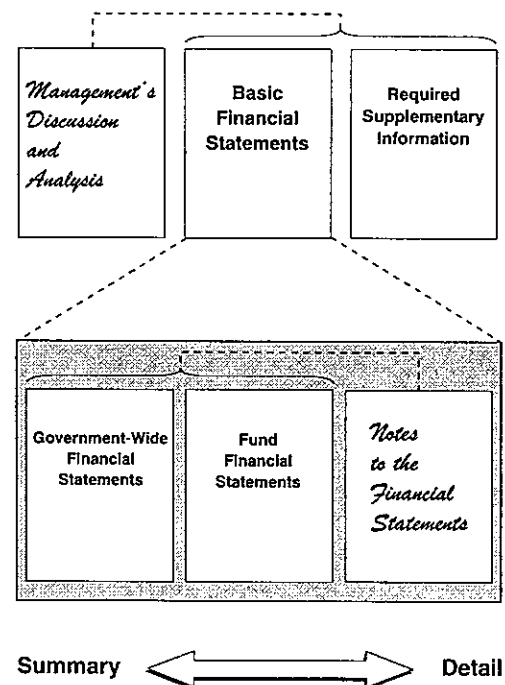 Management's
Discussion
and
Analysis
Basic
Financial
Statements
Required
Supplementary
Information
Government-Wide
Financial
Statements
Fund
Financial
Statements
Notes
to the
Financial
Statements
Summary
Detail